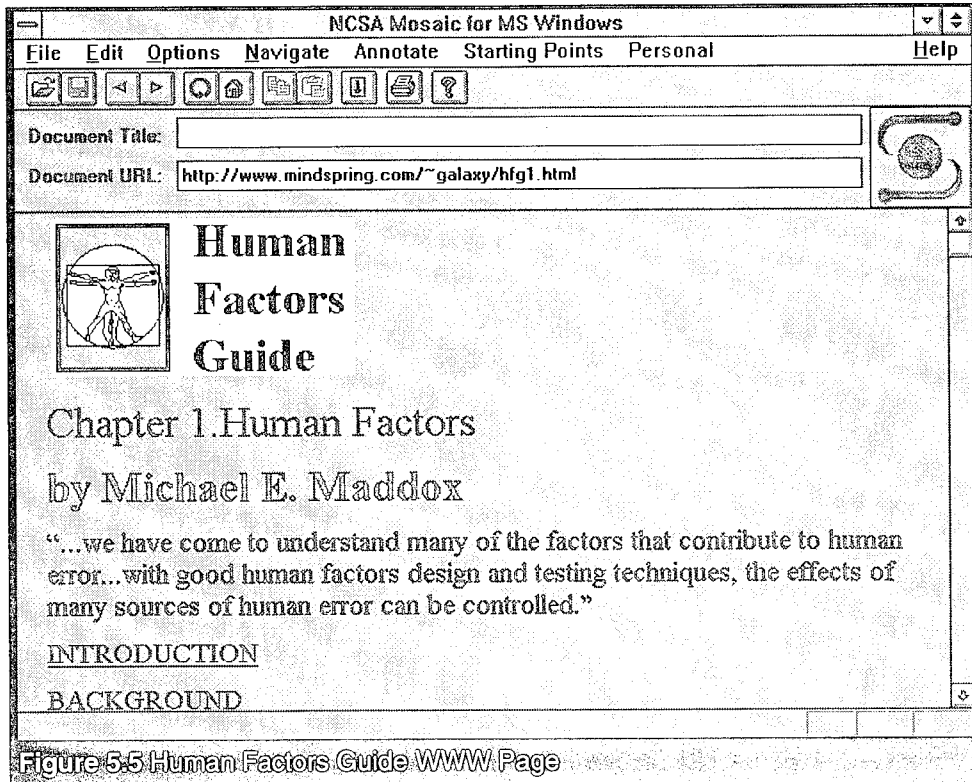 NCSA Mosaic for MS Windows
File Edit Options Navigate Annotate Starting Points Personal Help
Document Title:
Document URL: http://www.mindspring.com/~galaxy/hfg1.html
Human
Factors
Guide
Chapter 1.Human Factors
by Michael E. Maddox
“...we have come to understand many of the factors that contribute to human
error...with good human factors design and testing techniques, the effects of
many sources of human error can be controlled.”
INTRODUCTION
BACKGROUND
Figure 5.5 Human Factors Guide WWW Page